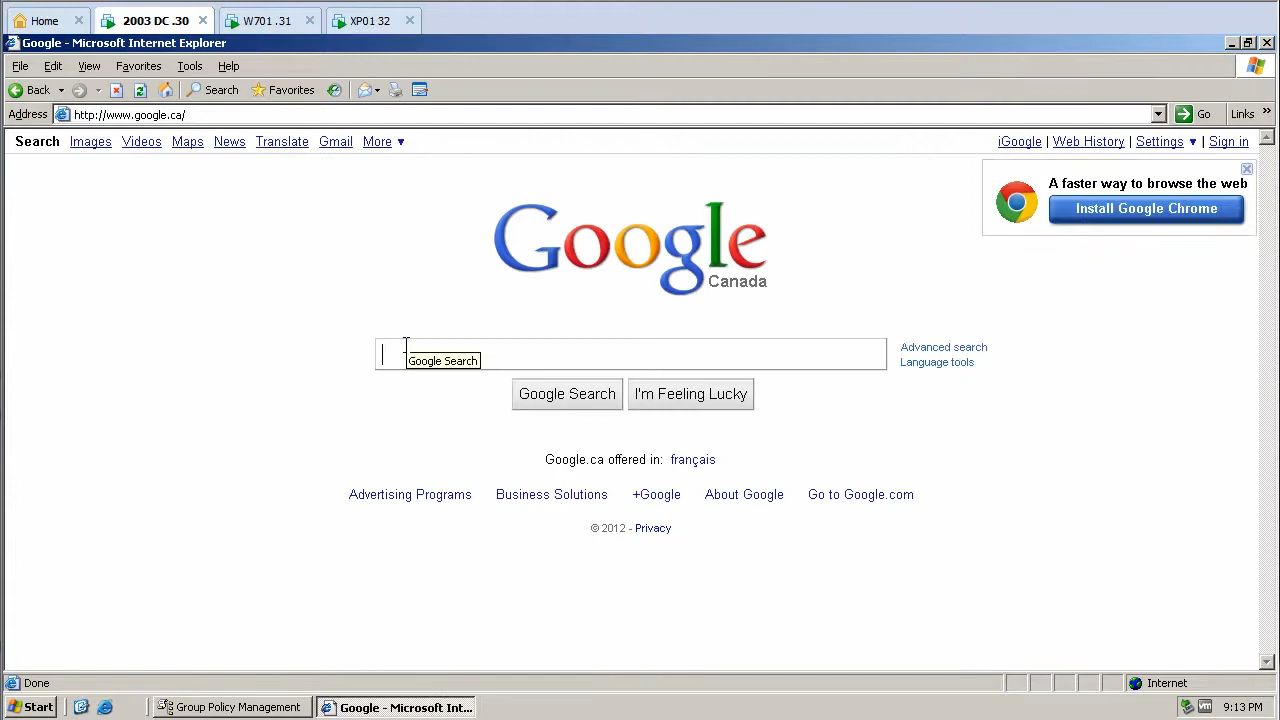 Home 2003 DC .30 W701 .31 XP01 32
Google - Microsoft Internet Explorer
File Edit View Favorites Tools Help
Back Search Favorites
Address http://www.google.ca/ Go Links »
Search Images Videos Maps News Translate Gmail More ▼ iGoogle | Web History | Settings ▼ | Sign in
A faster way to browse the web
Install Google Chrome
Google
Canada
Google Search
Advanced search
Language tools
Google Search I'm Feeling Lucky
Google.ca offered in: français
Advertising Programs Business Solutions +Google About Google Go to Google.com
© 2012 - Privacy
Done Internet
Start Group Policy Management Google - Microsoft Int... vm 9:13 PM